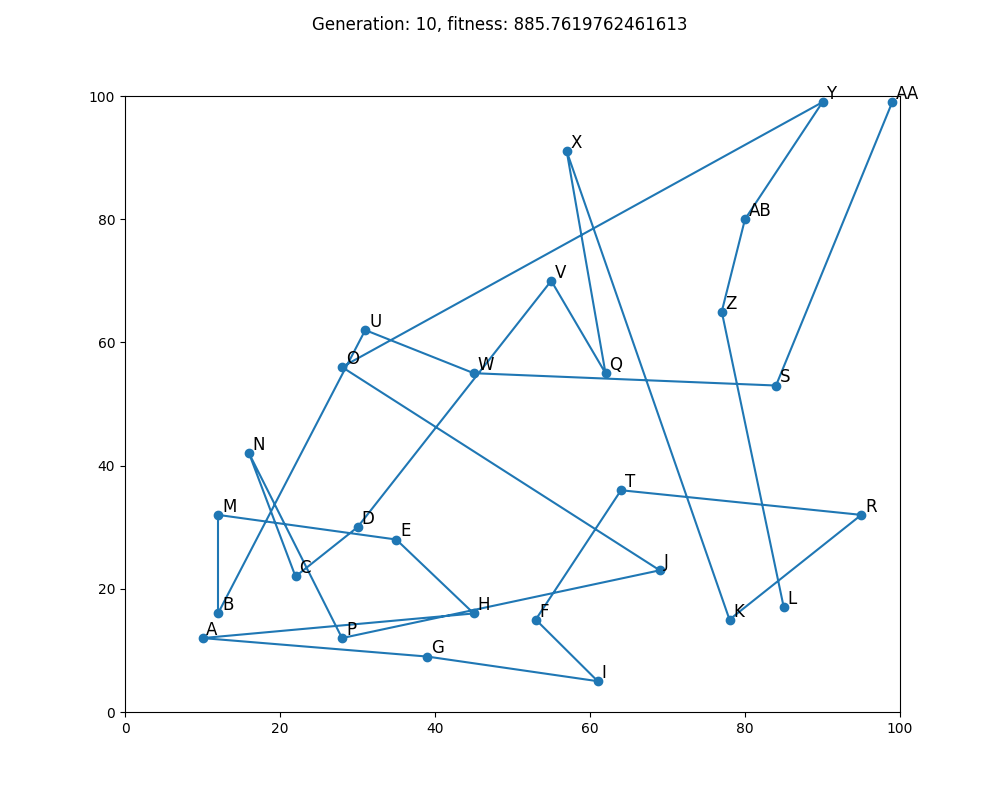 Generation: 10, fitness: 885.7619762461613
100
Y
AA
X
80
AB
V
Z
60
U
O
W
Q
S
40
N
T
M
D
E
R
20
C
J
B
H
F
K
L
A
P
G
I
0
0 20 40 60 80 100